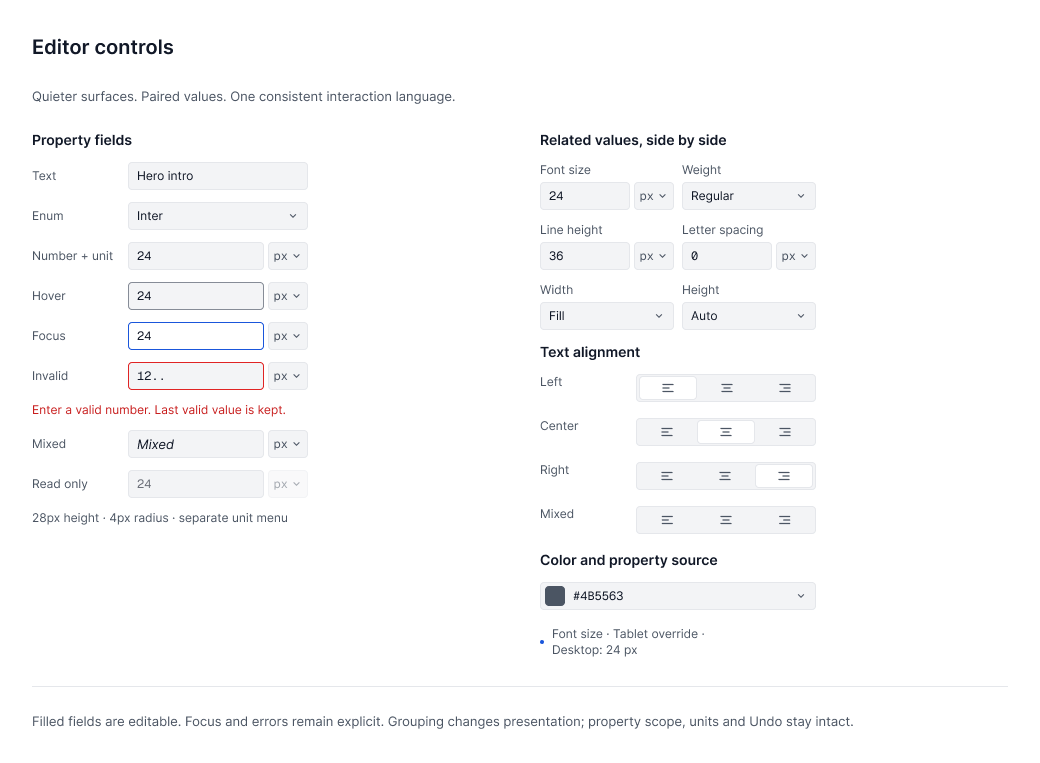 Editor controls
Quieter surfaces. Paired values. One consistent interaction language.
Property fields
Text
Hero intro
Enum
Inter
Number + unit
24
px
Hover
24
px
Focus
24
px
Invalid
12..
px
Enter a valid number. Last valid value is kept.
Mixed
Mixed
px
Read only
24
px
28px height · 4px radius · separate unit menu
Related values, side by side
Font size
Weight
24
px
Regular
Line height
Letter spacing
36
px
0
px
Width
Height
Fill
Auto
Text alignment
Left
Center
Right
Mixed
Color and property source
#4B5563
Font size · Tablet override ·
Desktop: 24 px
Filled fields are editable. Focus and errors remain explicit. Grouping changes presentation; property scope, units and Undo stay intact.